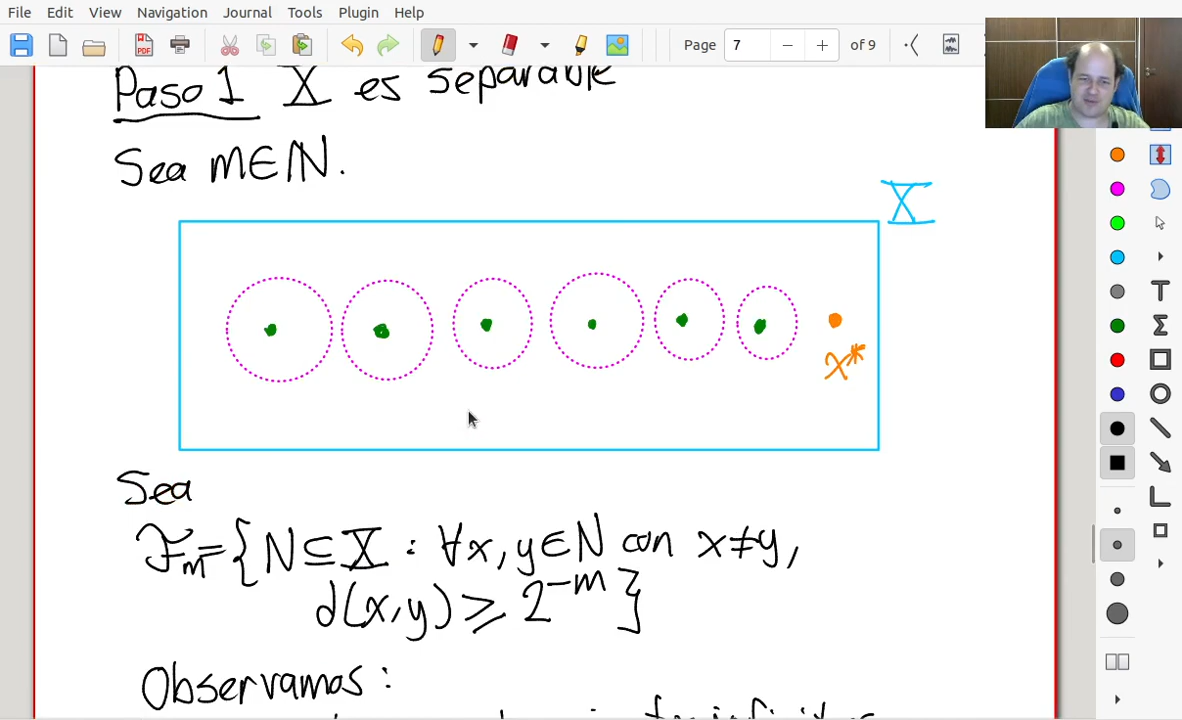 File Edit View Navigation Journal Tools Plugin Help
Page 7 of 9
Paso 1 X es separable
Sea m∈ℕ.
X
x*
Sea
ℱₘ={N⊆X : ∀x,y∈N con x≠y,
d(x,y)⩾2⁻ᵐ}
Observamos: